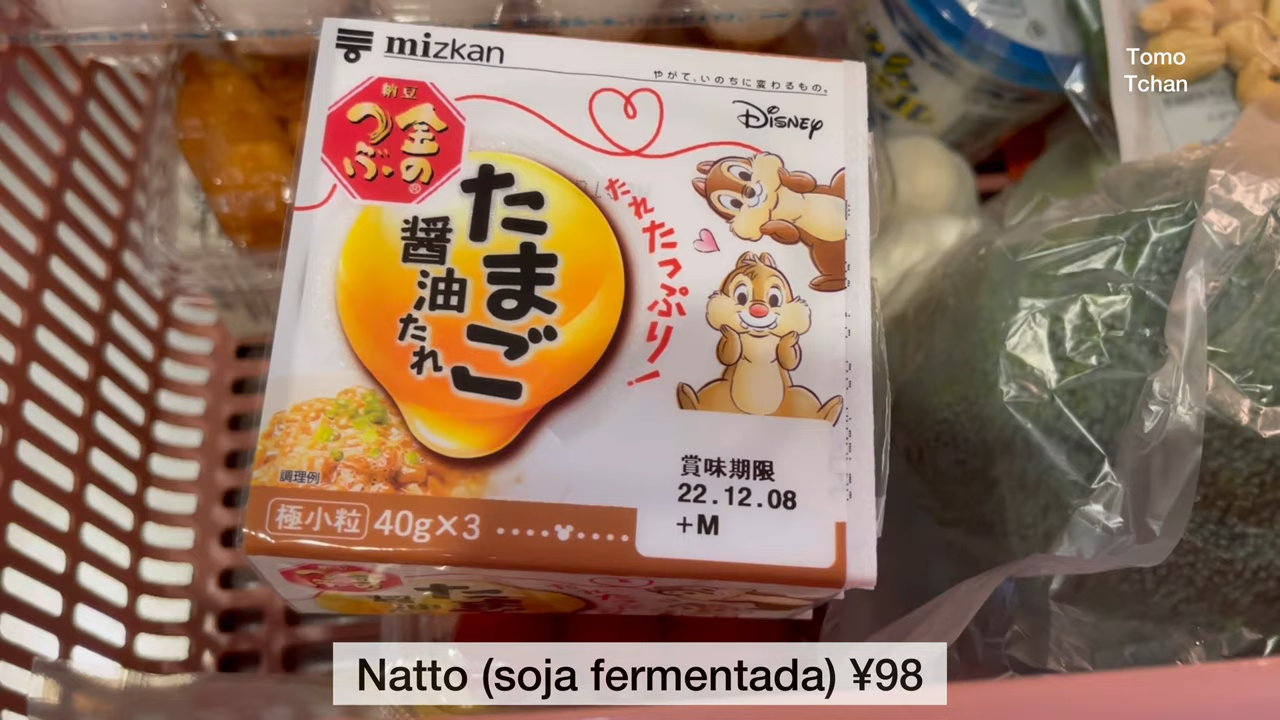 mizkan
やがて、いのちに変わるもの。
Tomo
Tchan
Disney
納豆
金の
つぶ
®
たまご
醤油
たれ
たれたっぷり!
調理例
極小粒 40g×3
賞味期限
22.12.08
+M
Natto (soja fermentada) ¥98